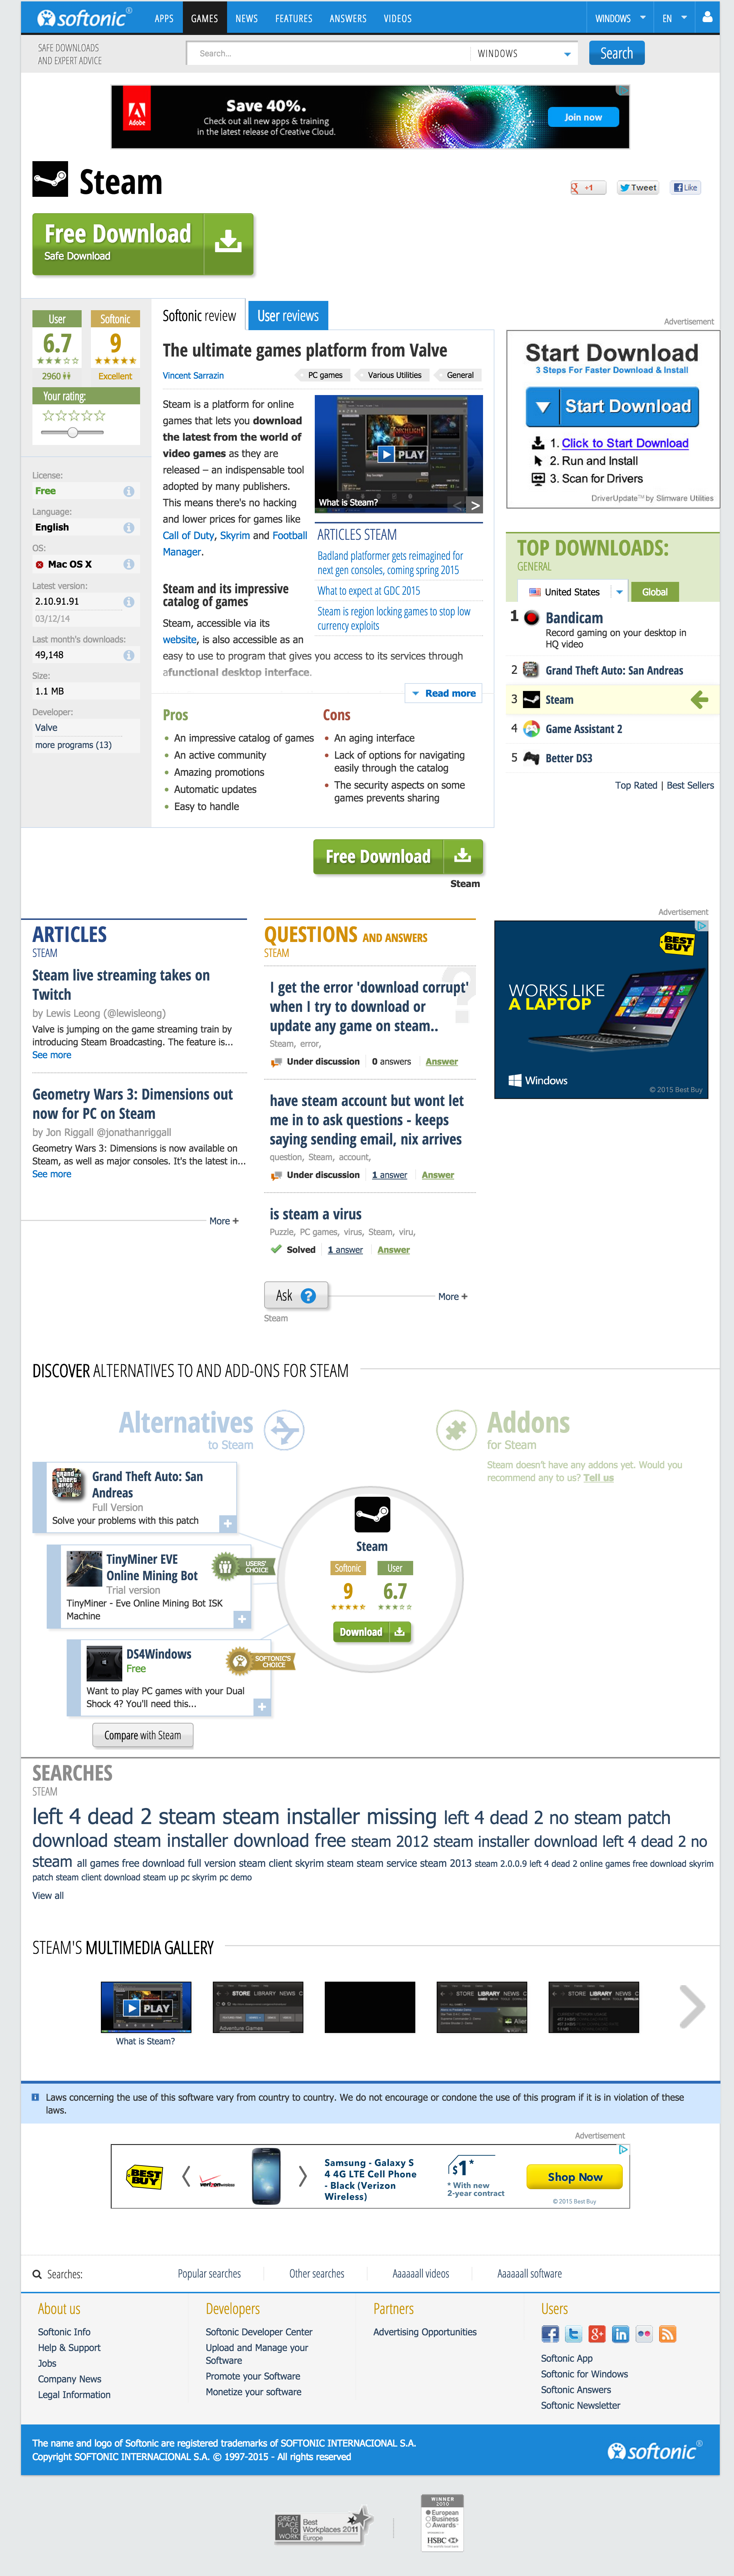 softonic
APPS
GAMES
NEWS
FEATURES
ANSWERS
VIDEOS
WINDOWS
EN
SAFE DOWNLOADS
AND EXPERT ADVICE
Search...
WINDOWS
Search
Adobe
Save 40%.
Check out all new apps & training
in the latest release of Creative Cloud.
Join now
Steam
+1
Tweet
Like
Free Download
Safe Download
User
Softonic
6.7
9
2960
Excellent
Your rating:
License:
Free
Language:
English
OS:
Mac OS X
Latest version:
2.10.91.91
03/12/14
Last month's downloads:
49,148
Size:
1.1 MB
Developer:
Valve
more programs (13)
Softonic review
User reviews
The ultimate games platform from Valve
Vincent Sarrazin
PC games
Various Utilities
General
Steam is a platform for online
games that lets you download
the latest from the world of
video games as they are
released – an indispensable tool
adopted by many publishers.
This means there's no hacking
and lower prices for games like
Call of Duty, Skyrim and Football
Manager.
PLAY
What is Steam?
ARTICLES STEAM
Badland platformer gets reimagined for
next gen consoles, coming spring 2015
What to expect at GDC 2015
Steam is region locking games to stop low
currency exploits
Steam and its impressive
catalog of games
Steam, accessible via its
website, is also accessible as an
easy to use to program that gives you access to its services through
afunctional desktop interface.
Read more
Pros
An impressive catalog of games
An active community
Amazing promotions
Automatic updates
Easy to handle
Cons
An aging interface
Lack of options for navigating
easily through the catalog
The security aspects on some
games prevents sharing
Free Download
Steam
Advertisement
Start Download
3 Steps For Faster Download & Install
Start Download
1. Click to Start Download
2. Run and Install
3. Scan for Drivers
DriverUpdate™ by Slimware Utilities
TOP DOWNLOADS:
GENERAL
United States
Global
1 Bandicam
Record gaming on your desktop in
HQ video
2 Grand Theft Auto: San Andreas
3 Steam
4 Game Assistant 2
5 Better DS3
Top Rated | Best Sellers
ARTICLES
STEAM
Steam live streaming takes on
Twitch
by Lewis Leong (@lewisleong)
Valve is jumping on the game streaming train by
introducing Steam Broadcasting. The feature is...
See more
Geometry Wars 3: Dimensions out
now for PC on Steam
by Jon Riggall @jonathanriggall
Geometry Wars 3: Dimensions is now available on
Steam, as well as major consoles. It's the latest in...
See more
More +
QUESTIONS AND ANSWERS
STEAM
?
I get the error 'download corrupt'
when I try to download or
update any game on steam..
Steam, error,
Under discussion
0 answers
Answer
have steam account but wont let
me in to ask questions - keeps
saying sending email, nix arrives
question, Steam, account,
Under discussion
1 answer
Answer
is steam a virus
Puzzle, PC games, virus, Steam, viru,
Solved
1 answer
Answer
Ask ?
More +
Steam
Advertisement
BEST BUY
WORKS LIKE
A LAPTOP
Windows
© 2015 Best Buy
DISCOVER ALTERNATIVES TO AND ADD-ONS FOR STEAM
Alternatives
to Steam
Addons
for Steam
Steam doesn't have any addons yet. Would you
recommend any to us? Tell us
Grand Theft Auto: San
Andreas
Full Version
Solve your problems with this patch
TinyMiner EVE
Online Mining Bot
Trial version
TinyMiner - Eve Online Mining Bot ISK
Machine
USERS' CHOICE
DS4Windows
Free
Want to play PC games with your Dual
Shock 4? You'll need this...
SOFTONIC'S CHOICE
Compare with Steam
Steam
Softonic
User
9
6.7
Download
SEARCHES
STEAM
left 4 dead 2 steam steam installer missing left 4 dead 2 no steam patch
download steam installer download free steam 2012 steam installer download left 4 dead 2 no
steam all games free download full version steam client skyrim steam steam service steam 2013 steam 2.0.0.9 left 4 dead 2 online games free download skyrim
patch steam client download steam up pc skyrim pc demo
View all
STEAM'S MULTIMEDIA GALLERY
PLAY
STORE LIBRARY NEWS
STORE LIBRARY NEWS
STORE LIBRARY NEWS
What is Steam?
Laws concerning the use of this software vary from country to country. We do not encourage or condone the use of this program if it is in violation of these
laws.
Advertisement
BEST BUY
verizon
Samsung - Galaxy S
4 4G LTE Cell Phone
- Black (Verizon
Wireless)
$1*
* With new
2-year contract
Shop Now
© 2015 Best Buy
Searches:
Popular searches
Other searches
Aaaaaall videos
Aaaaaall software
About us
Softonic Info
Help & Support
Jobs
Company News
Legal Information
Developers
Softonic Developer Center
Upload and Manage your
Software
Promote your Software
Monetize your software
Partners
Advertising Opportunities
Users
Softonic App
Softonic for Windows
Softonic Answers
Softonic Newsletter
The name and logo of Softonic are registered trademarks of SOFTONIC INTERNACIONAL S.A.
Copyright SOFTONIC INTERNACIONAL S.A. © 1997-2015 - All rights reserved
softonic
GREAT
PLACE
TO
WORK
Best
Workplaces 2011
Europe
WINNER
2010
European
Business
Awards
HSBC